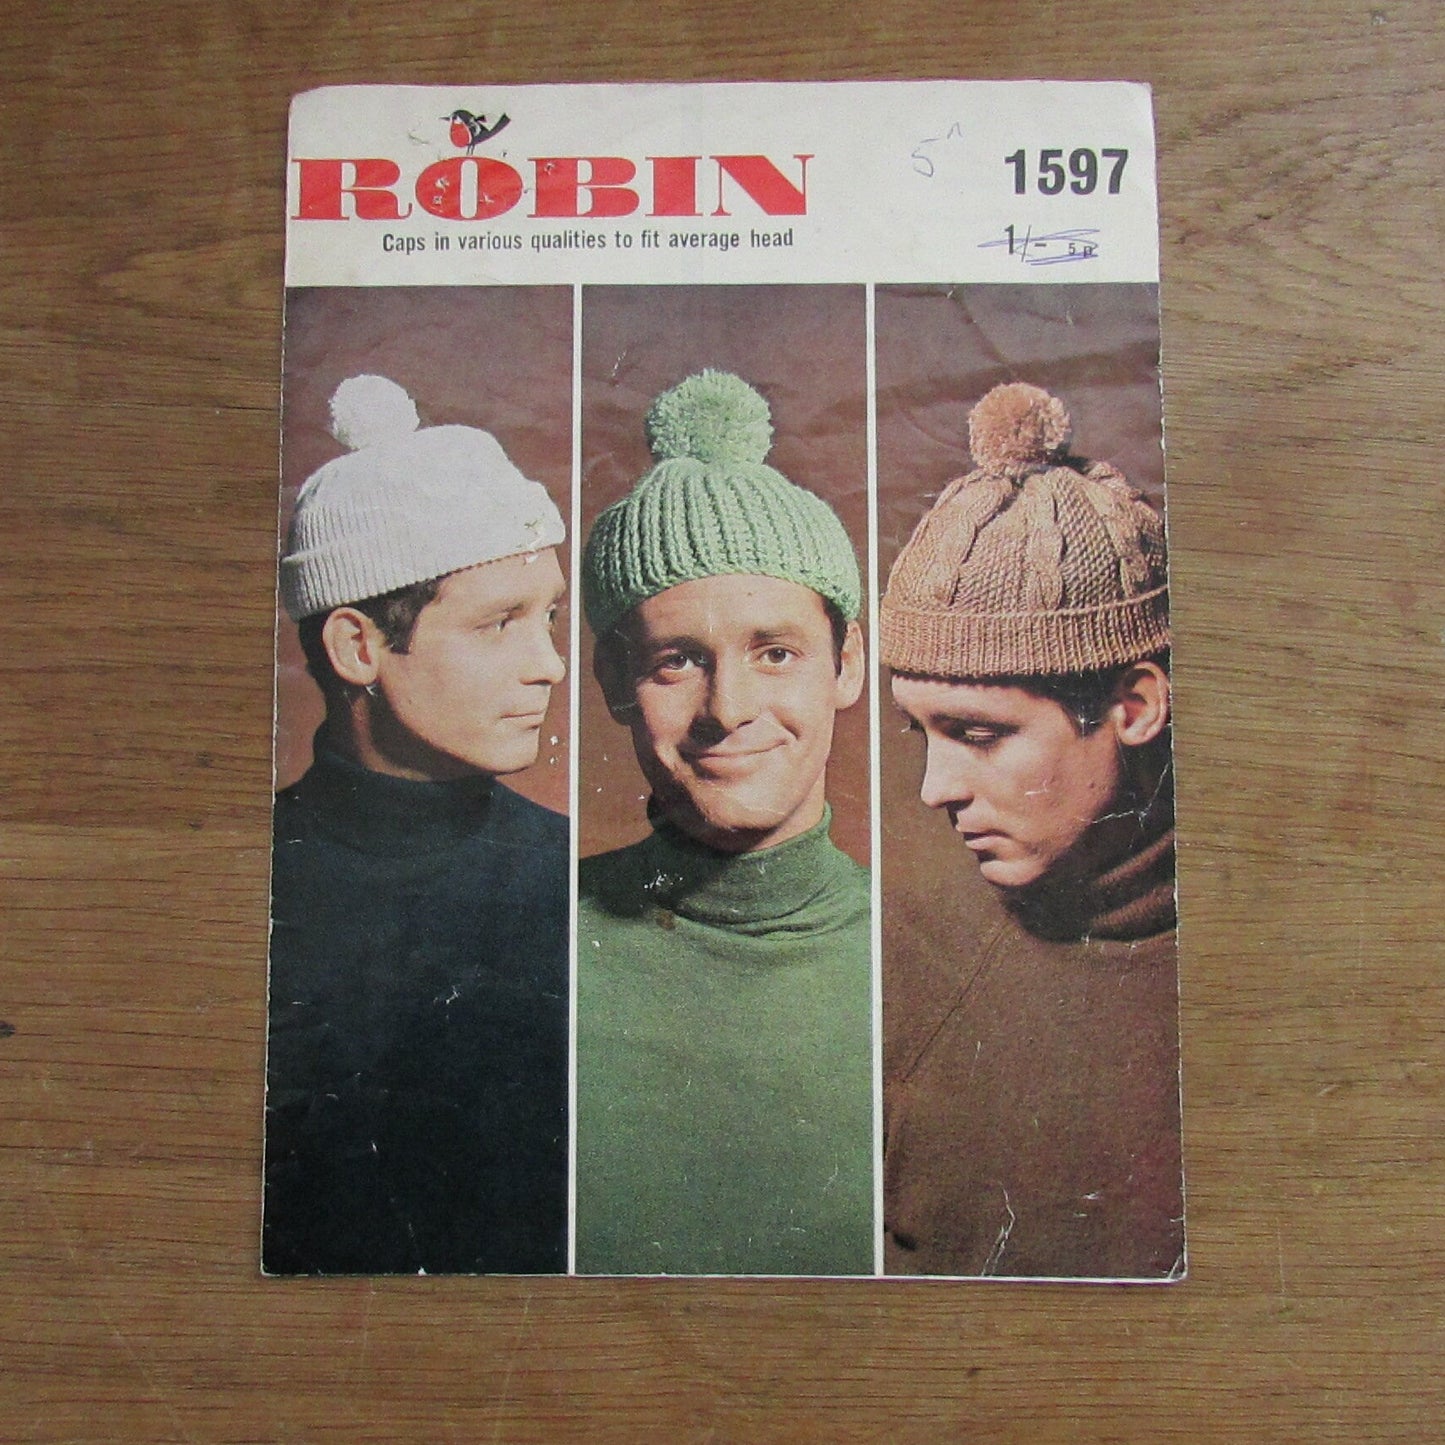 ROBIN
Caps in various qualities to fit average head
5
1597
1/- 5p